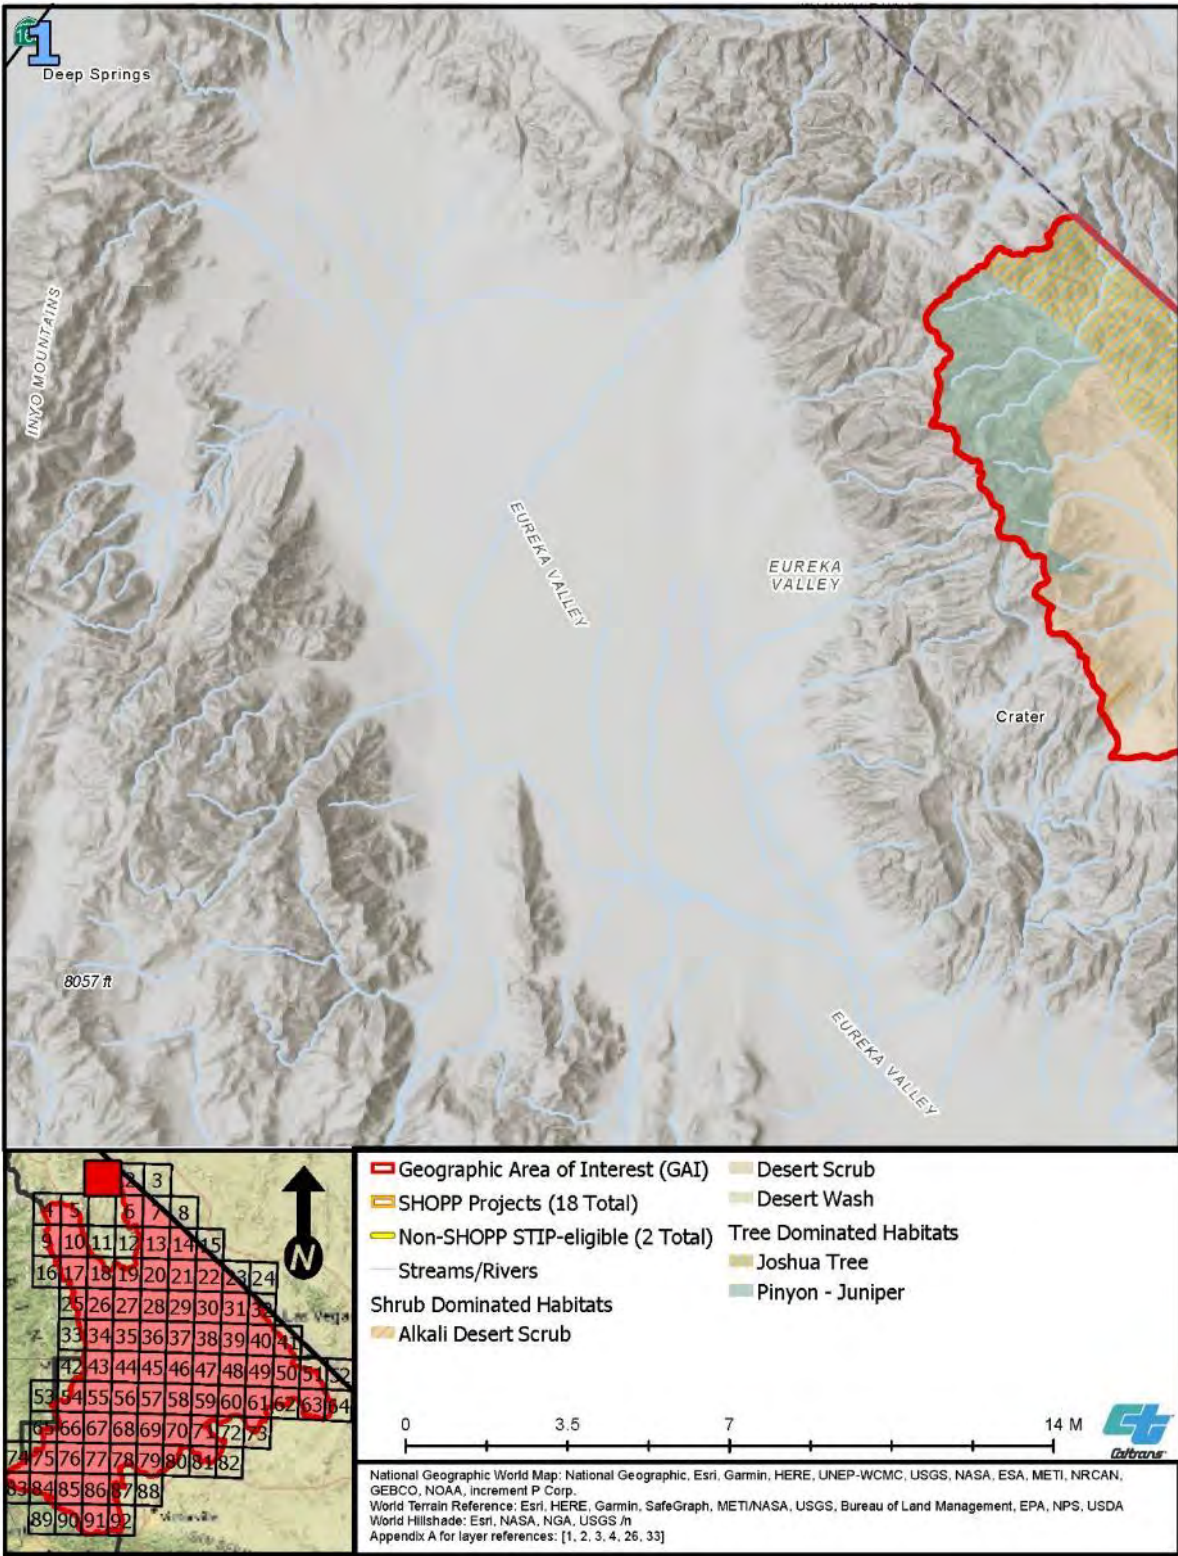 1
Deep Springs
INYO MOUNTAINS
EUREKA VALLEY
EUREKA
VALLEY
Crater
8057 ft
EUREKA VALLEY
2 3
4 5 6 7 8
9 10 11 12 13 14 15
16 17 18 19 20 21 22 23 24
25 26 27 28 29 30 31 32
33 34 35 36 37 38 39 40 41
42 43 44 45 46 47 48 49 50 51 52
53 54 55 56 57 58 59 60 61 62 63 64
65 66 67 68 69 70 71 72 73
74 75 76 77 78 79 80 81 82
83 84 85 86 87 88
89 90 91 92
N
Geographic Area of Interest (GAI)
SHOPP Projects (18 Total)
Non-SHOPP STIP-eligible (2 Total)
Streams/Rivers
Shrub Dominated Habitats
Alkali Desert Scrub
Desert Scrub
Desert Wash
Tree Dominated Habitats
Joshua Tree
Pinyon - Juniper
0 3.5 7 14 M
Caltrans
National Geographic World Map: National Geographic, Esri, Garmin, HERE, UNEP-WCMC, USGS, NASA, ESA, METI, NRCAN,
GEBCO, NOAA, increment P Corp.
World Terrain Reference: Esri, HERE, Garmin, SafeGraph, METI/NASA, USGS, Bureau of Land Management, EPA, NPS, USDA
World Hillshade: Esri, NASA, NGA, USGS /n
Appendix A for layer references: [1, 2, 3, 4, 26, 33]